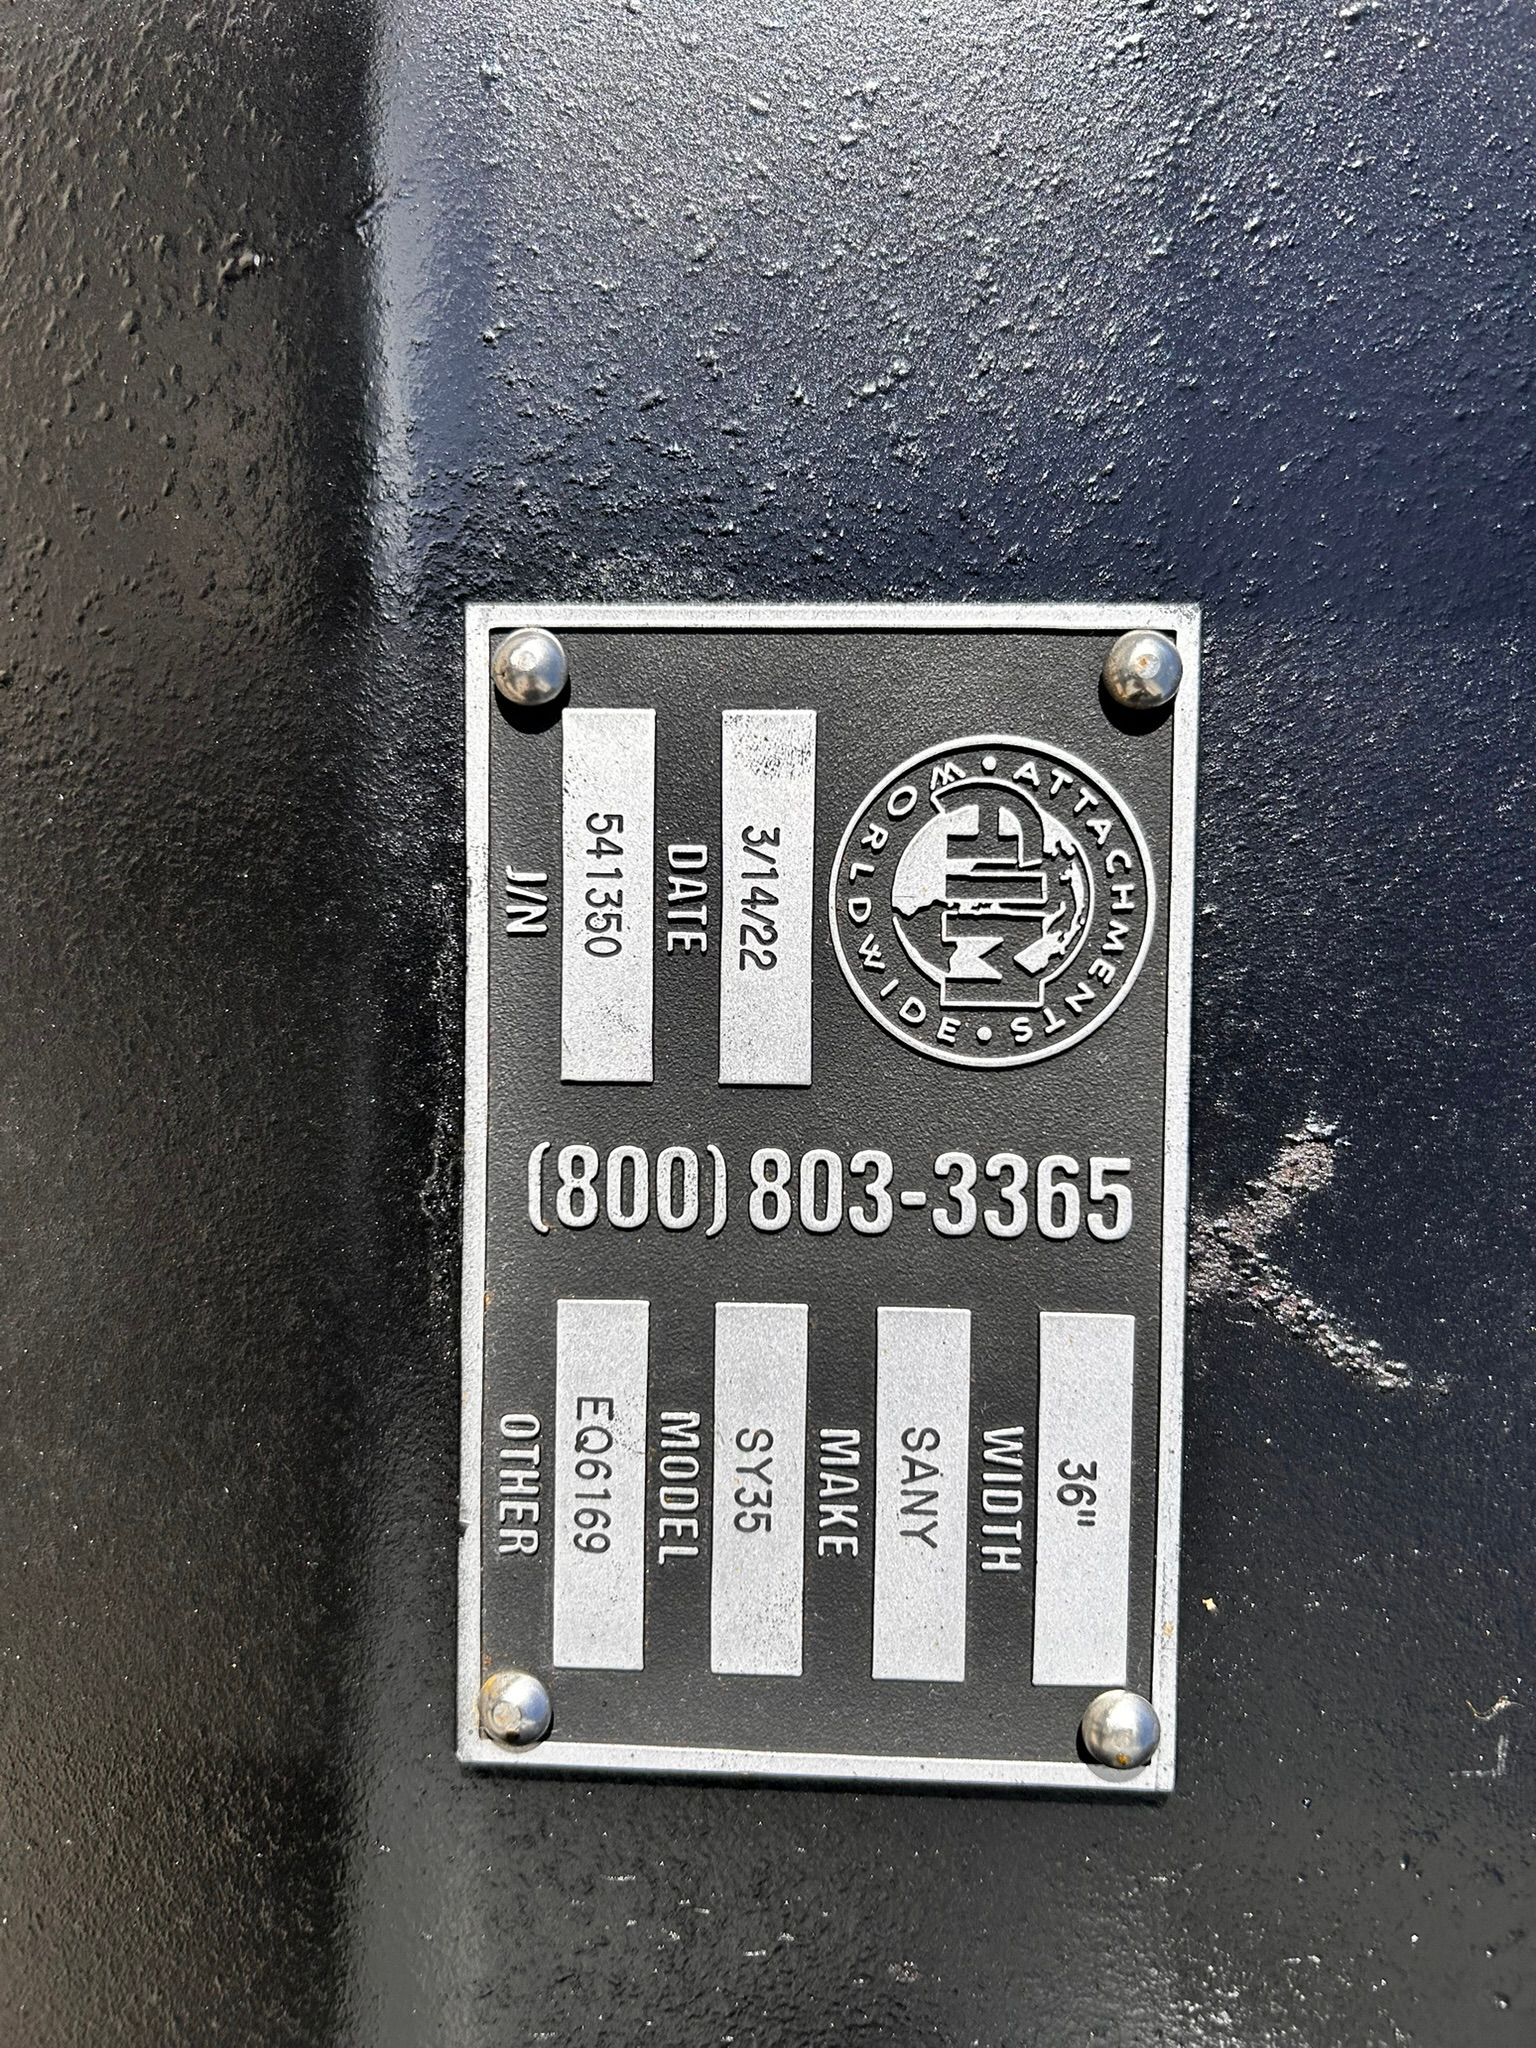 ATTACHMENTS
WORLDWIDE
3/14/22
DATE
541350
J/N
(800) 803-3365
36"
WIDTH
SANY
MAKE
SY35
MODEL
EQ6169
OTHER